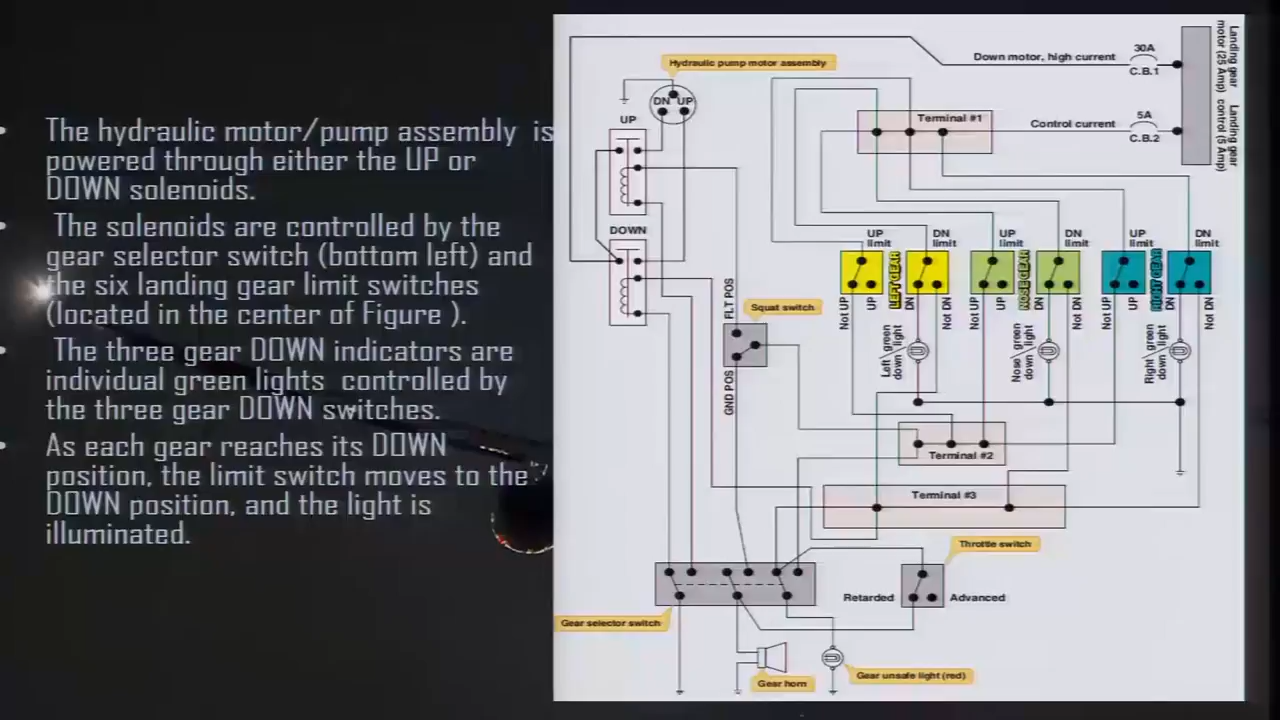 The hydraulic motor/pump assembly is
powered through either the UP or
DOWN solenoids.
The solenoids are controlled by the
gear selector switch (bottom left) and
the six landing gear limit switches
(located in the center of Figure ).
The three gear DOWN indicators are
individual green lights controlled by
the three gear DOWN switches.
As each gear reaches its DOWN
position, the limit switch moves to the
DOWN position, and the light is
illuminated.
Hydraulic pump motor assembly
DN UP
UP
DOWN
Down motor, high current
30A
C.B.1
Landing gear
motor (25 Amp)
Terminal #1
Control current
5A
C.B.2
Landing gear
control (5 Amp)
UP
limit
DN
limit
UP
limit
DN
limit
UP
limit
DN
limit
LEFT GEAR
NOSE GEAR
RIGHT GEAR
Not UP
UP
DN
Not DN
Not UP
UP
DN
Not DN
Not UP
UP
DN
Not DN
FLT POS
Squat switch
GND POS
Left green
down light
Nose green
down light
Right green
down light
Terminal #2
Terminal #3
Throttle switch
Retarded
Advanced
Gear selector switch
Gear horn
Gear unsafe light (red)